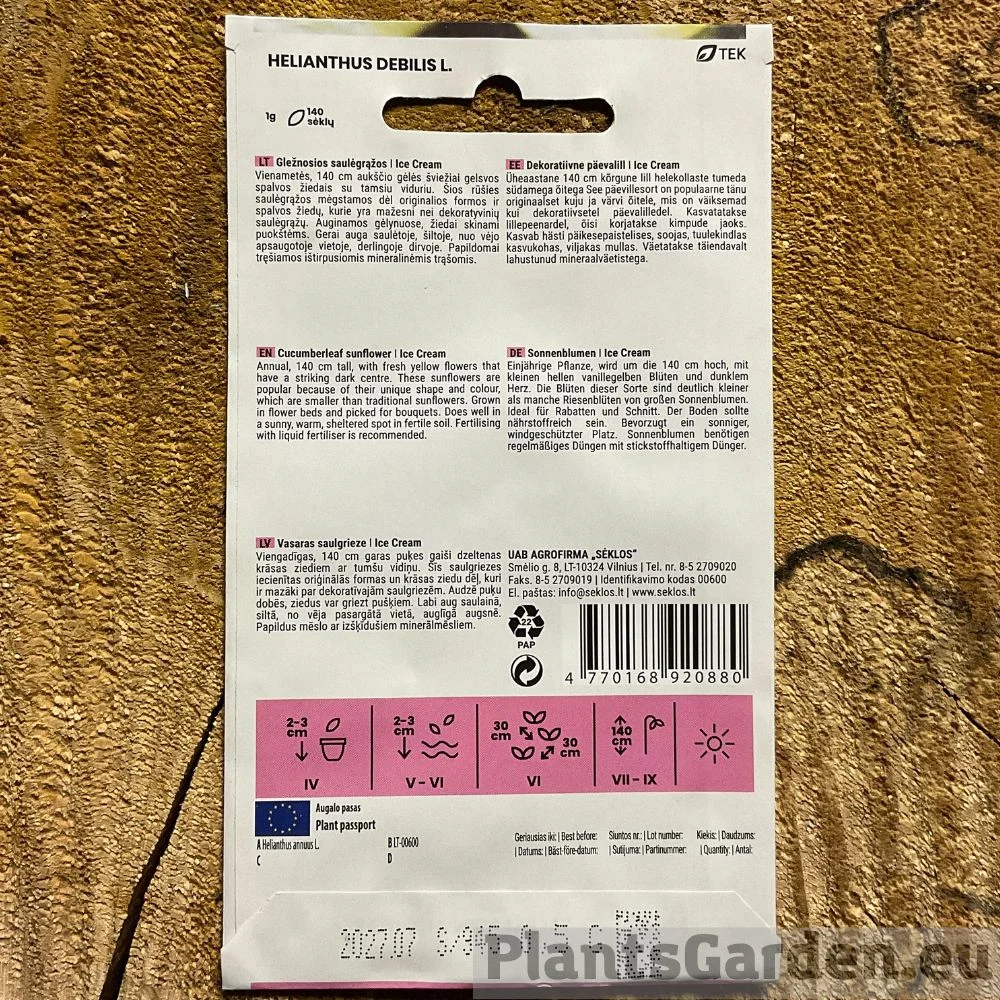 HELIANTHUS DEBILIS L.
TEK
1g 140
sėklų
LT Gležnosios saulėgrąžos | Ice Cream
Vienametės, 140 cm aukščio gėlės šviežiai gelsvos
spalvos žiedais su tamsiu viduriu. Šios rūšies
saulėgrąžos mėgstamos dėl originalios formos ir
spalvos žiedų, kurie yra mažesni nei dekoratyvinių
saulėgrąžų. Auginamos gėlynuose, žiedai skinami
puokštėms. Gerai auga saulėtoje, šiltoje, nuo vėjo
apsaugotoje vietoje, derlingoje dirvoje. Papildomai
tręšiamos ištirpusiomis mineralinėmis trąšomis.
EE Dekoratiivne päevalill | Ice Cream
Üheaastane 140 cm kõrgune lill helekollaste tumeda
südamega õitega See päevillesort on populaarne tänu
originaalset kuju ja värvi õitele, mis on väiksemad
kui dekoratiivsetel päevalilledel. Kasvatatakse
lillepeenardel, õisi korjatakse kimpude jaoks.
Kasvab hästi päikesepaistelises, soojas, tuulekindlas
kasvukohas, viljakas mullas. Väetatakse täiendavalt
lahustunud mineraalväetistega.
EN Cucumberleaf sunflower | Ice Cream
Annual, 140 cm tall, with fresh yellow flowers that
have a striking dark centre. These sunflowers are
popular because of their unique shape and colour,
which are smaller than traditional sunflowers. Grown
in flower beds and picked for bouquets. Does well in
a sunny, warm, sheltered spot in fertile soil. Fertilising
with liquid fertiliser is recommended.
DE Sonnenblumen | Ice Cream
Einjährige Pflanze, wird um die 140 cm hoch, mit
kleinen hellen vanillegelben Blüten und dunklem
Herz. Die Blüten dieser Sorte sind deutlich kleiner
als manche Riesenblüten von großen Sonnenblumen.
Ideal für Rabatten und Schnitt. Der Boden sollte
nährstoffreich sein. Bevorzugt ein sonniger,
windgeschützter Platz. Sonnenblumen benötigen
regelmäßiges Düngen mit stickstoffhaltigem Dünger.
LV Vasaras saulgrieze | Ice Cream
Viengadīgas, 140 cm garas puķes gaiši dzeltenas
krāsas ziediem ar tumšu vidiņu. Šīs saulgriezes
iecienītas oriģinālās formas un krāsas ziedu dēļ, kuri
ir mazāki par dekoratīvajām saulgriezēm. Audzē puķu
dobēs, ziedus var griezt pušķiem. Labi aug saulainā,
siltā, no vēja pasargātā vietā, auglīgā augsnē.
Papildus mēslo ar izšķīdušiem minerālmēsliem.
UAB AGROFIRMA „SĖKLOS“
Smėlio g. 8, LT-10324 Vilnius | Tel. nr. 8-5 2709020
Faks. 8-5 2709019 | Identifikavimo kodas 00600
El. paštas: info@seklos.lt | www.seklos.lt
22
PAP
4 770168 920880
2-3 cm
IV
2-3 cm
V - VI
30 cm
30 cm
VI
140 cm
VII - IX
Augalo pasas
Plant passport
A Helianthus annuus L.
B LT-00600
C
D
Geriausias iki: | Best before: Siuntos nr.: | Lot number: Kiekis: | Daudzums:
| Datums: | Bäst-före-datum: | Sutijuma: | Partinummer: | Quantity: | Antal:
2027.07
PlantsGarden.eu